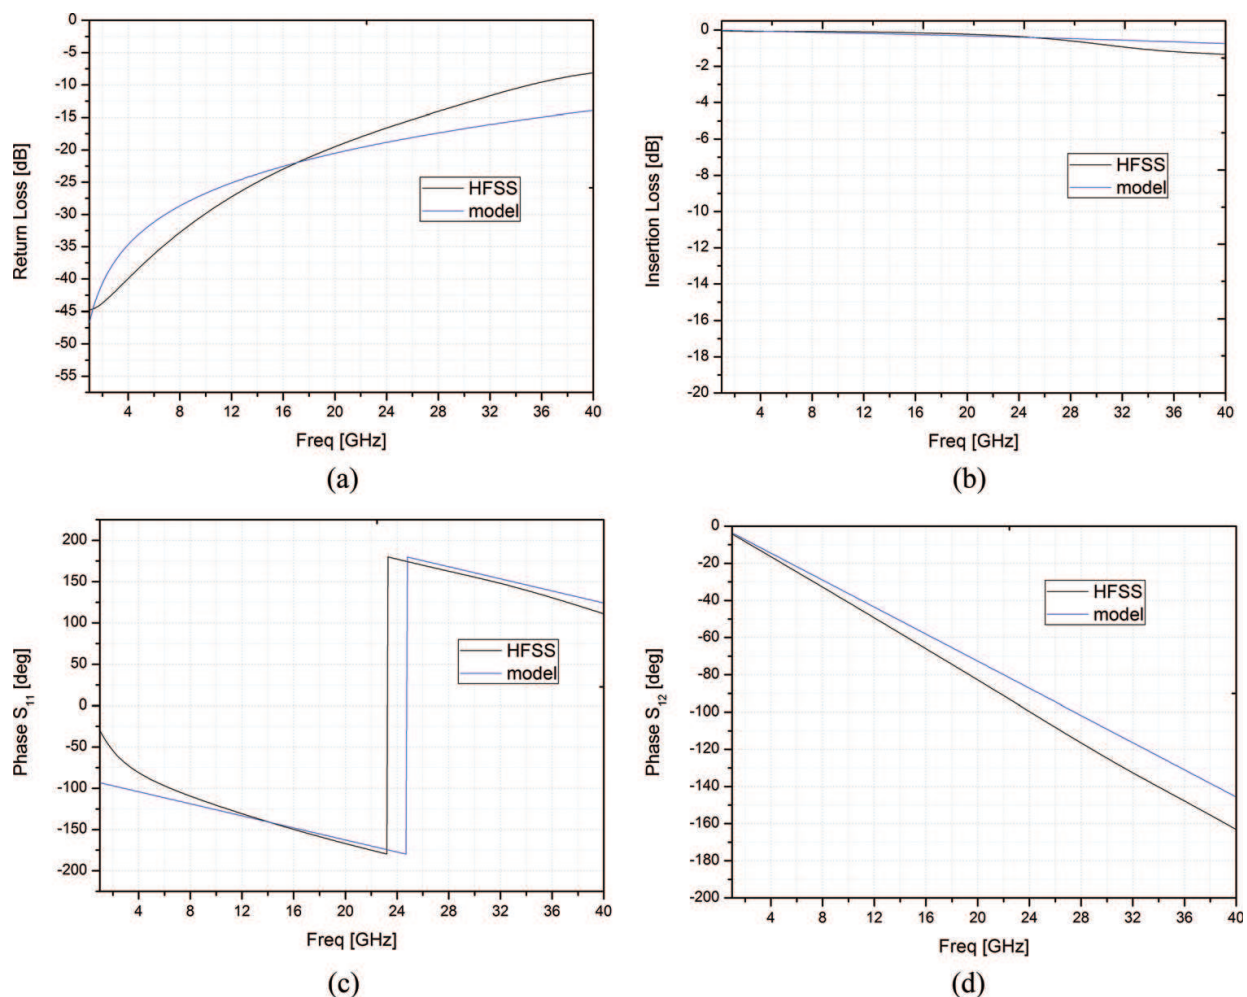 -0
-5
-10
-15
-20
-25
-30
-35
-40
-45
-50
-55
Return Loss [dB]
HFSS
model
4 8 12 16 20 24 28 32 36 40
Freq [GHz]
(a)
-0
-2
-4
-6
-8
-10
-12
-14
-16
-18
-20
Insertion Loss [dB]
HFSS
model
4 8 12 16 20 24 28 32 36 40
Freq [GHz]
(b)
200
150
100
50
0
-50
-100
-150
-200
Phase S11 [deg]
HFSS
model
4 8 12 16 20 24 28 32 36 40
Freq [GHz]
(c)
0
-20
-40
-60
-80
-100
-120
-140
-160
-180
-200
Phase S12 [deg]
HFSS
model
4 8 12 16 20 24 28 32 36 40
Freq [GHz]
(d)